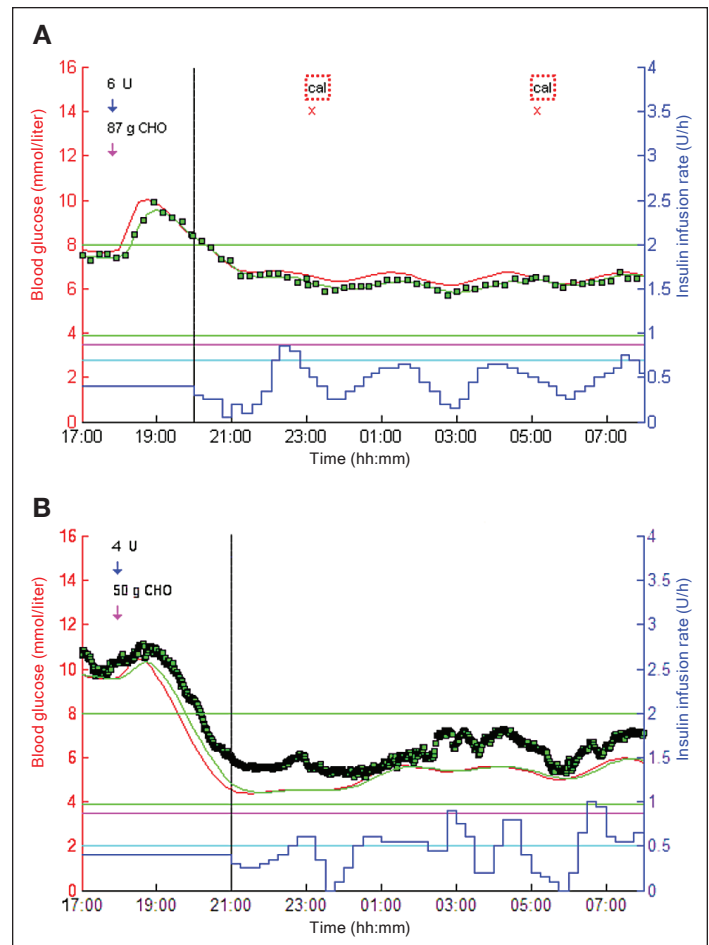 A
16
14
12
10
8
6
4
2
0
4
3.5
3
2.5
2
1.5
1
0.5
0
Blood glucose (mmol/liter)
Insulin infusion rate (U/h)
6 U
87 g CHO
cal
cal
x
x
17:00 19:00 21:00 23:00 01:00 03:00 05:00 07:00
Time (hh:mm)
B
16
14
12
10
8
6
4
2
0
4
3.5
3
2.5
2
1.5
1
0.5
0
Blood glucose (mmol/liter)
Insulin infusion rate (U/h)
4 U
50 g CHO
17:00 19:00 21:00 23:00 01:00 03:00 05:00 07:00
Time (hh:mm)